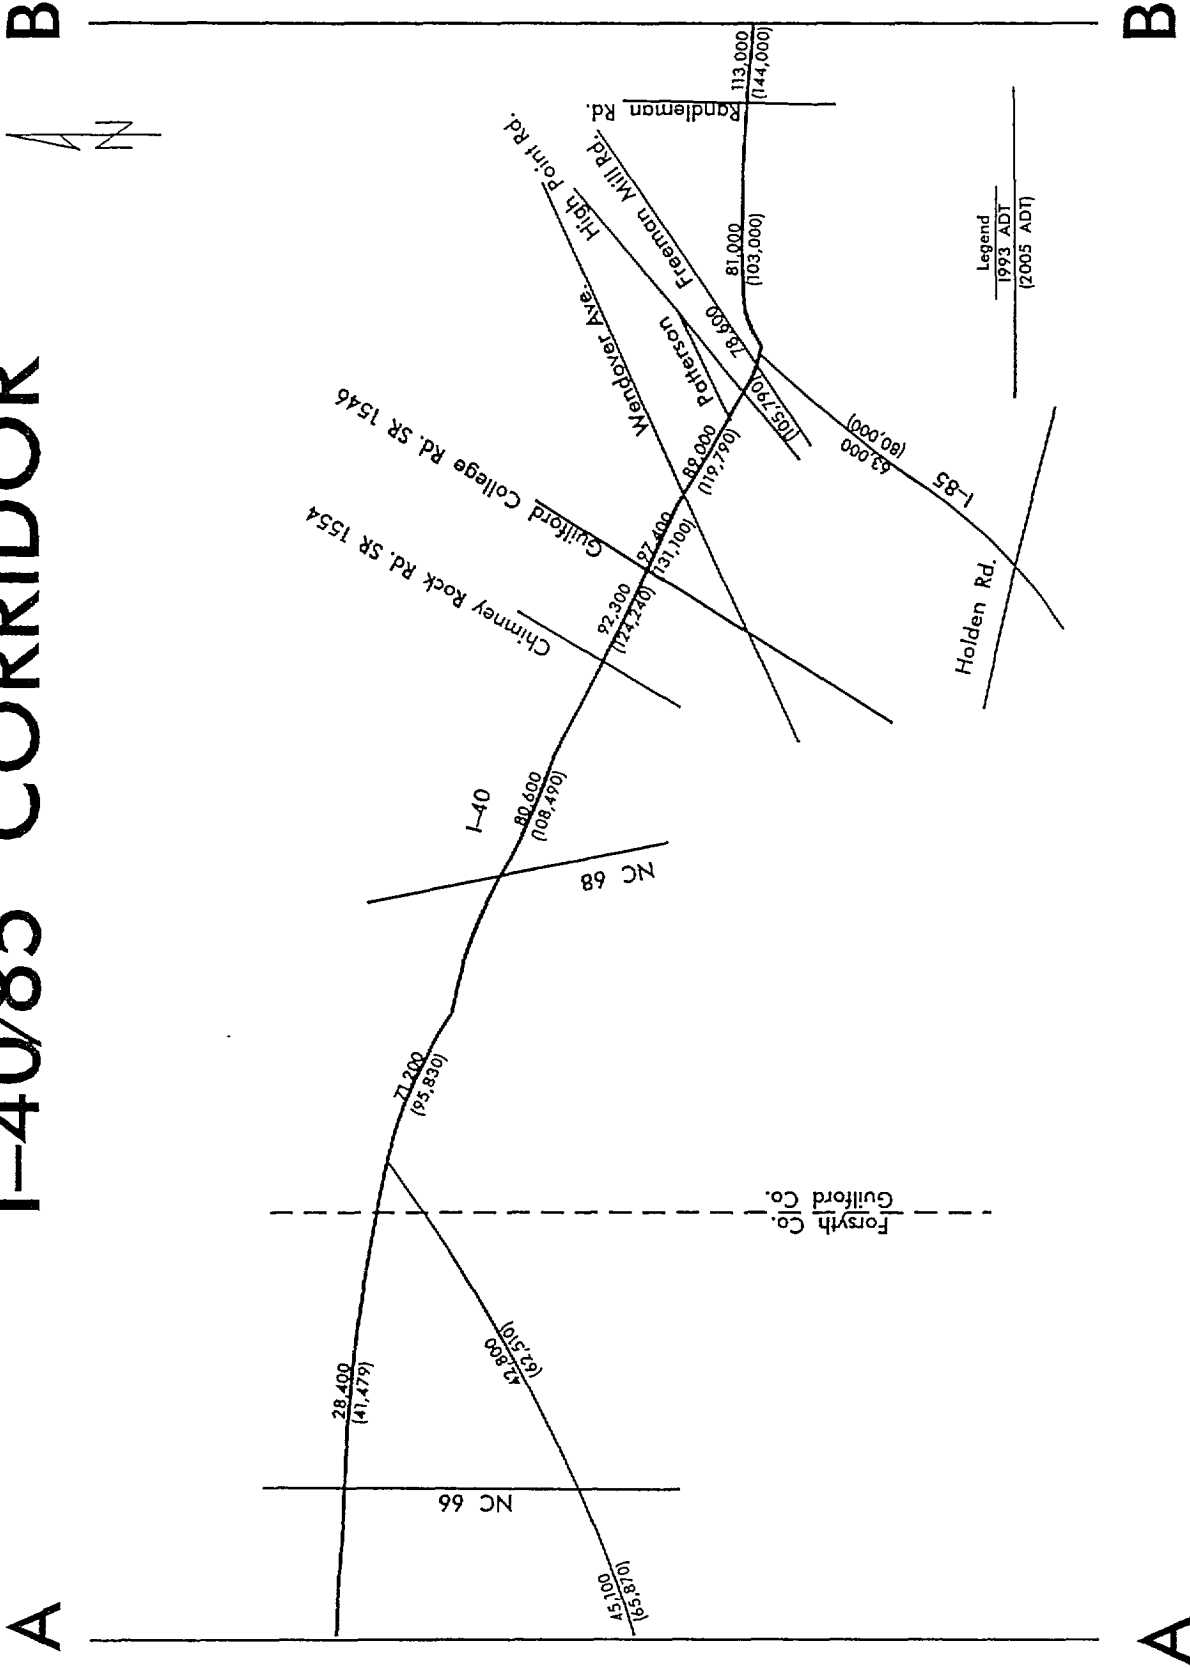 I-40/85 CORRIDOR
A
A
B
B
N
28,400
(41,479)
NC 66
45,100
(65,870)
42,800
(62,510)
Forsyth Co.
Guilford Co.
71,200
(95,830)
I-40
NC 68
80,600
(108,490)
Chimney Rock Rd. SR 1554
92,300
(124,240)
Guilford College Rd. SR 1546
97,400
(131,100)
Wendover Ave.
89,000
(119,790)
Patterson
High Point Rd.
Freeman Mill Rd.
78,600
(105,790)
I-85
63,000
(80,000)
Holden Rd.
81,000
(103,000)
Randleman Rd.
113,000
(144,000)
Legend
1993 ADT
(2005 ADT)